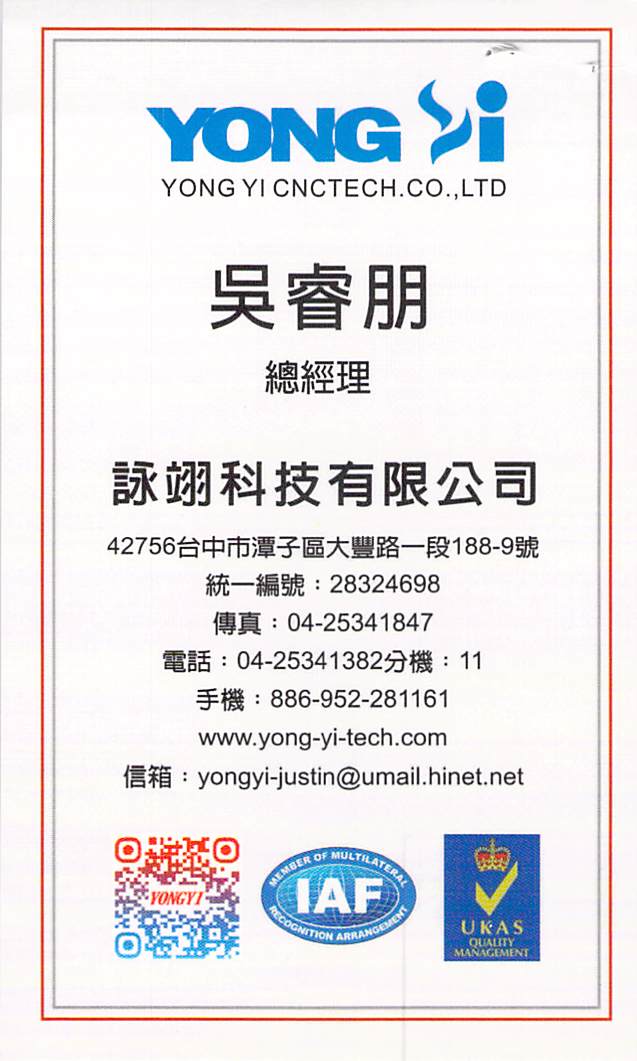 YONG Yi
YONG YI CNCTECH.CO.,LTD
吳睿朋
總經理
詠翊科技有限公司
42756台中市潭子區大豐路一段188-9號
統一編號：28324698
傳真：04-25341847
電話：04-25341382分機：11
手機：886-952-281161
www.yong-yi-tech.com
信箱：yongyi-justin@umail.hinet.net
YONGYI
MEMBER OF MULTILATERAL
IAF
RECOGNITION ARRANGEMENT
UKAS
QUALITY
MANAGEMENT